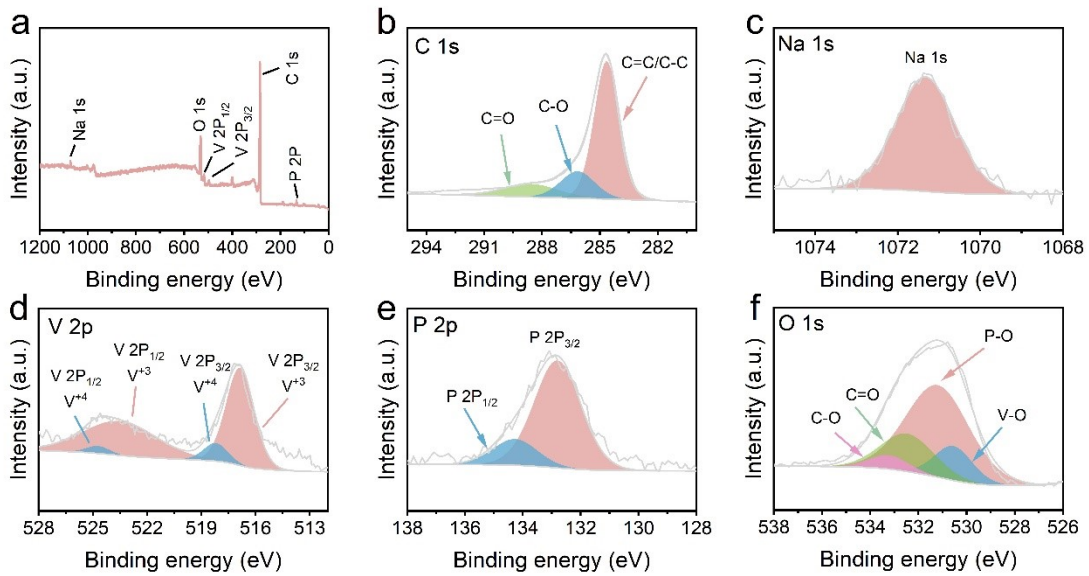 a
Intensity (a.u.)
Na 1s
O 1s
V 2P1/2
V 2P3/2
C 1s
P 2P
1200 1000 800 600 400 200 0
Binding energy (eV)
b
C 1s
Intensity (a.u.)
C=O
C-O
C=C/C-C
294 291 288 285 282
Binding energy (eV)
c
Na 1s
Intensity (a.u.)
Na 1s
1074 1072 1070 1068
Binding energy (eV)
d
V 2p
Intensity (a.u.)
V 2P1/2
V+4
V 2P1/2
V+3
V 2P3/2
V+4
V 2P3/2
V+3
528 525 522 519 516 513
Binding energy (eV)
e
P 2p
Intensity (a.u.)
P 2P3/2
P 2P1/2
138 136 134 132 130 128
Binding energy (eV)
f
O 1s
Intensity (a.u.)
P-O
C=O
C-O
V-O
538 536 534 532 530 528 526
Binding energy (eV)